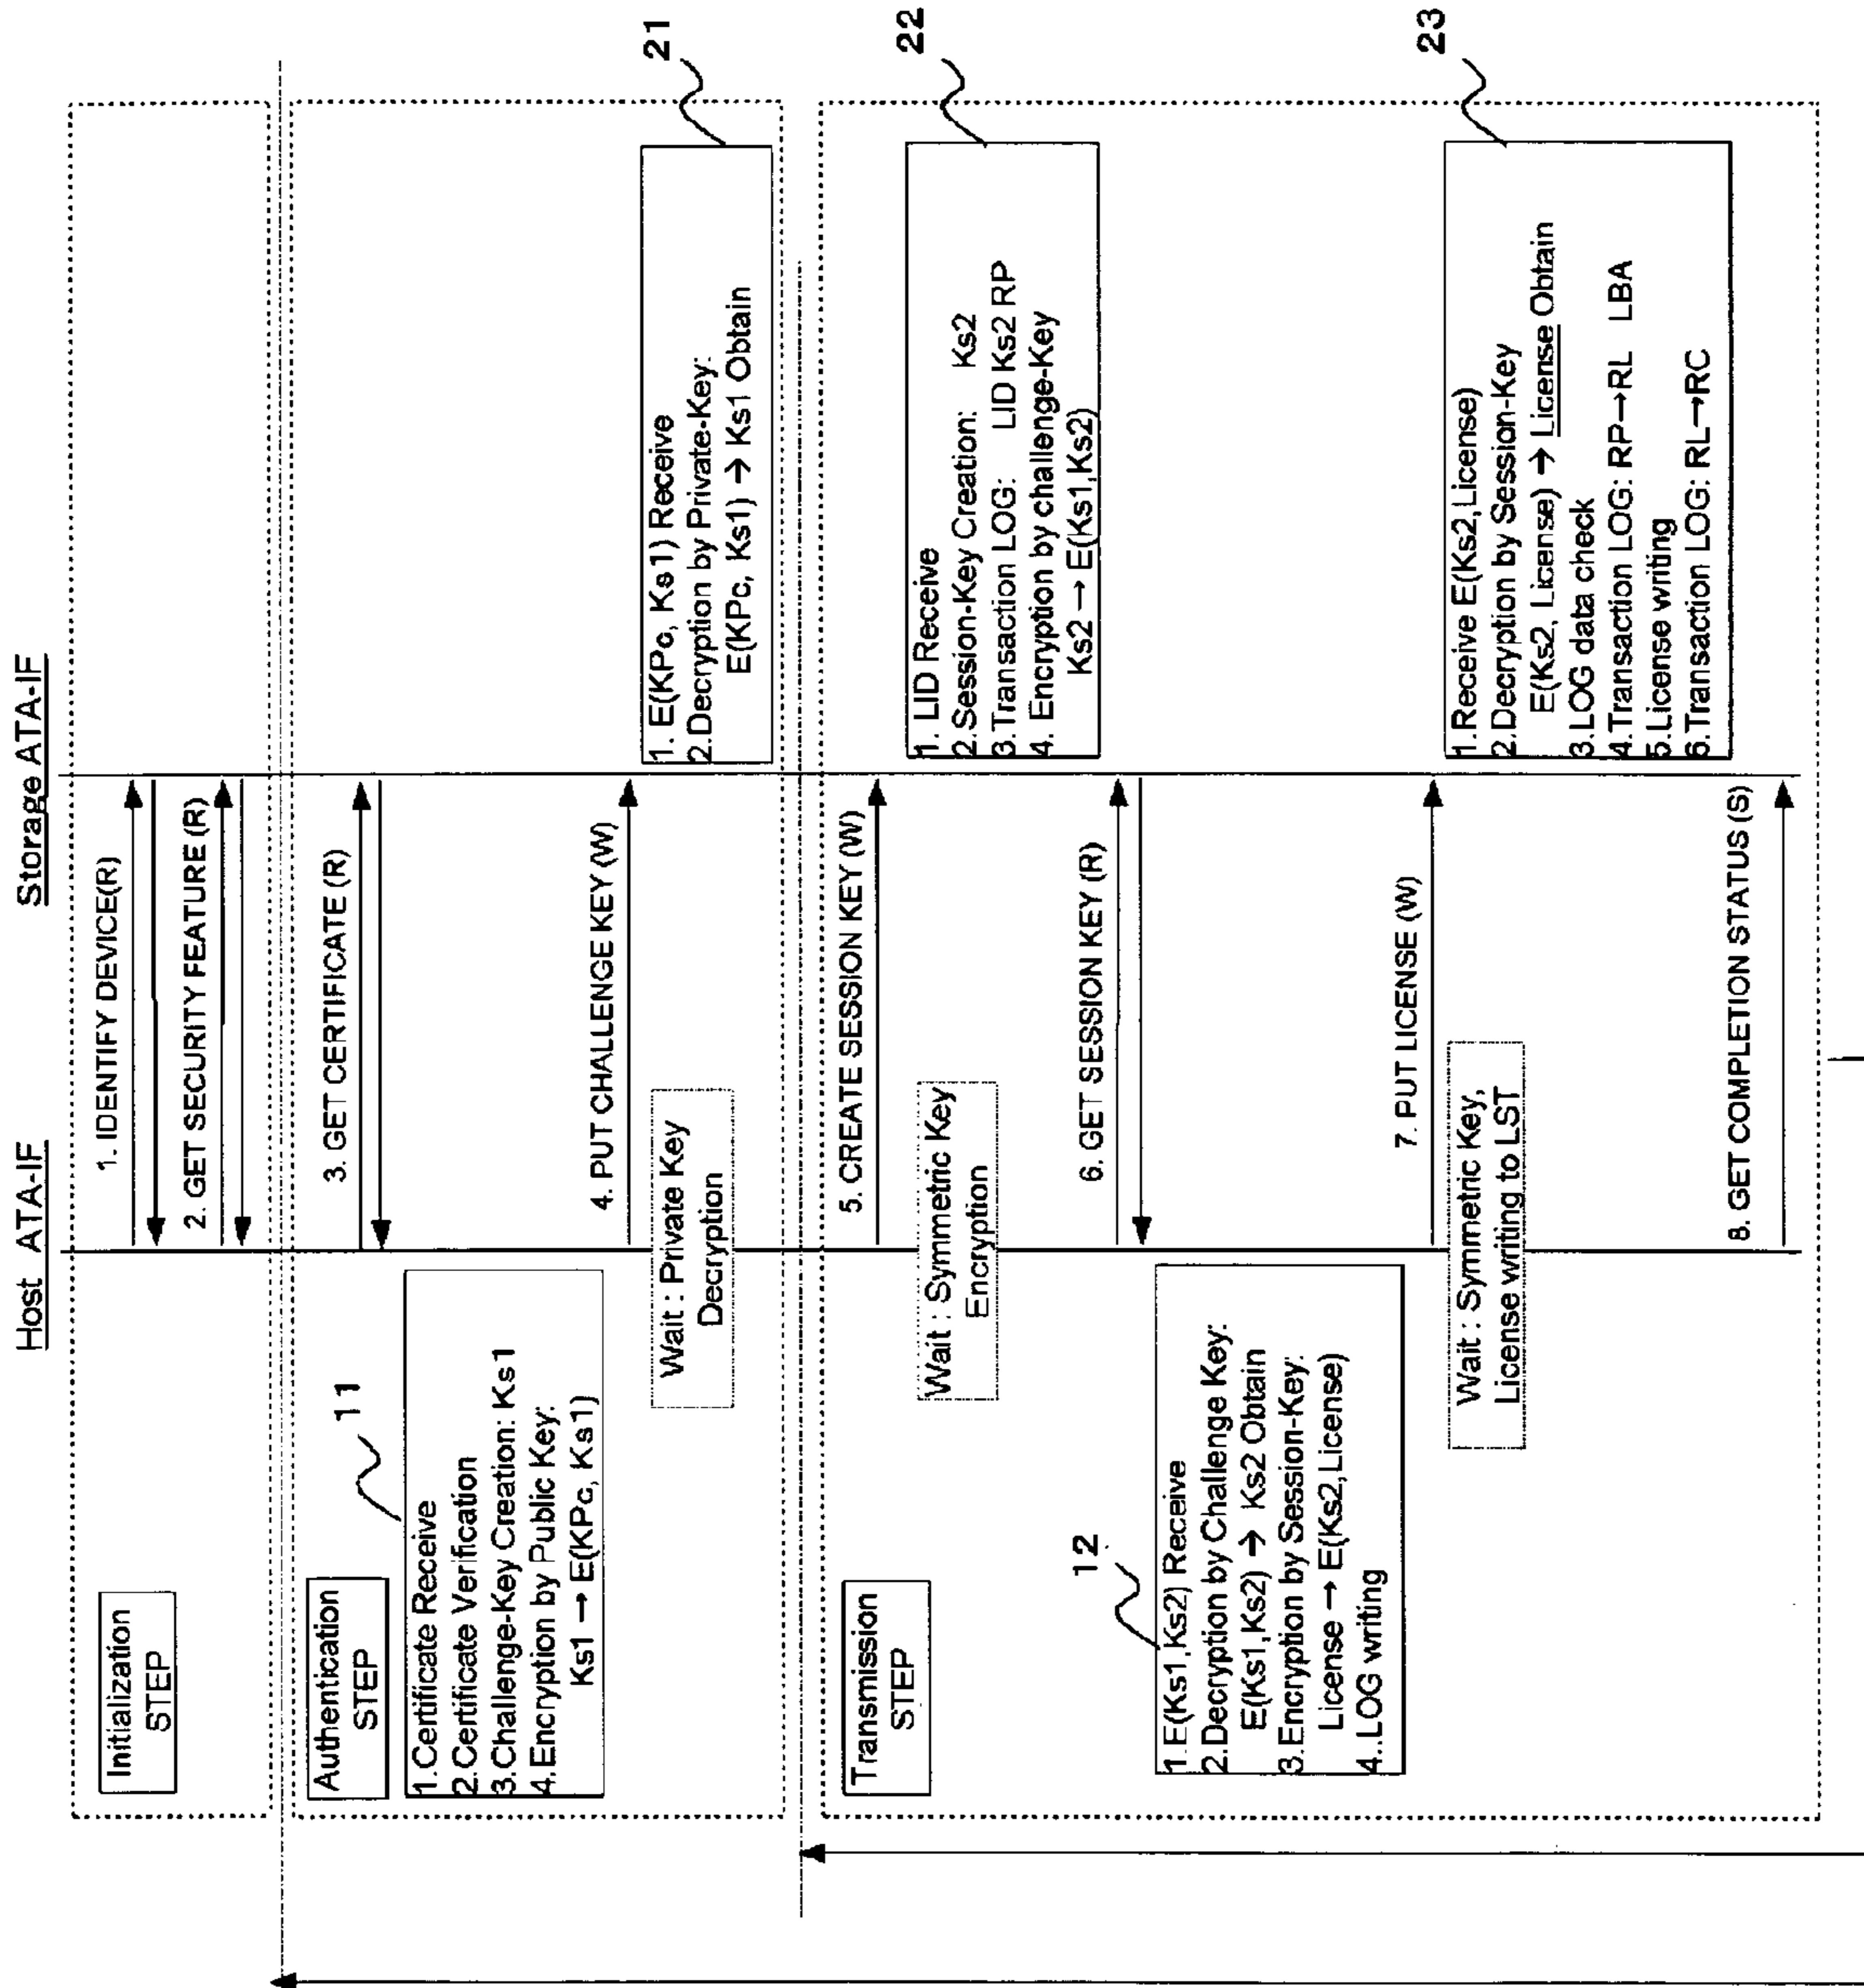 Host ATA-IF
Storage ATA-IF
Initialization
STEP
1. IDENTIFY DEVICE(R)
2. GET SECURITY FEATURE (R)
Authentication
STEP
3. GET CERTIFICATE (R)
11
1.Certificate Receive
2.Certificate Verification
3.Challenge-Key Creation: Ks1
4.Encryption by Public Key:
Ks1 → E(KPc, Ks1)
4. PUT CHALLENGE KEY (W)
Wait : Private Key
Decryption
21
1. E(KPc, Ks1) Receive
2.Decryption by Private-Key:
E(KPc, Ks1) → Ks1 Obtain
Transmission
STEP
5. CREATE SESSION KEY (W)
Wait : Symmetric Key
Encryption
22
1. LID Receive
2.Session-Key Creation: Ks2
3.Transaction LOG: LID Ks2 RP
4. Encryption by challenge-Key
Ks2 → E(Ks1,Ks2)
6. GET SESSION KEY (R)
12
1.E(Ks1,Ks2) Receive
2.Decryption by Challenge Key:
E(Ks1,Ks2) → Ks2 Obtain
3.Encryption by Session-Key:
License → E(Ks2,License)
4..LOG writing
7. PUT LICENSE (W)
Wait : Symmetric Key,
License writing to LST
23
1.Receive E(Ks2,License)
2.Decryption by Session-Key
E(Ks2, License) → License Obtain
3.LOG data check
4.Transaction LOG: RP→RL LBA
5.License writing
6.Transaction LOG: RL→RC
8. GET COMPLETION STATUS (S)